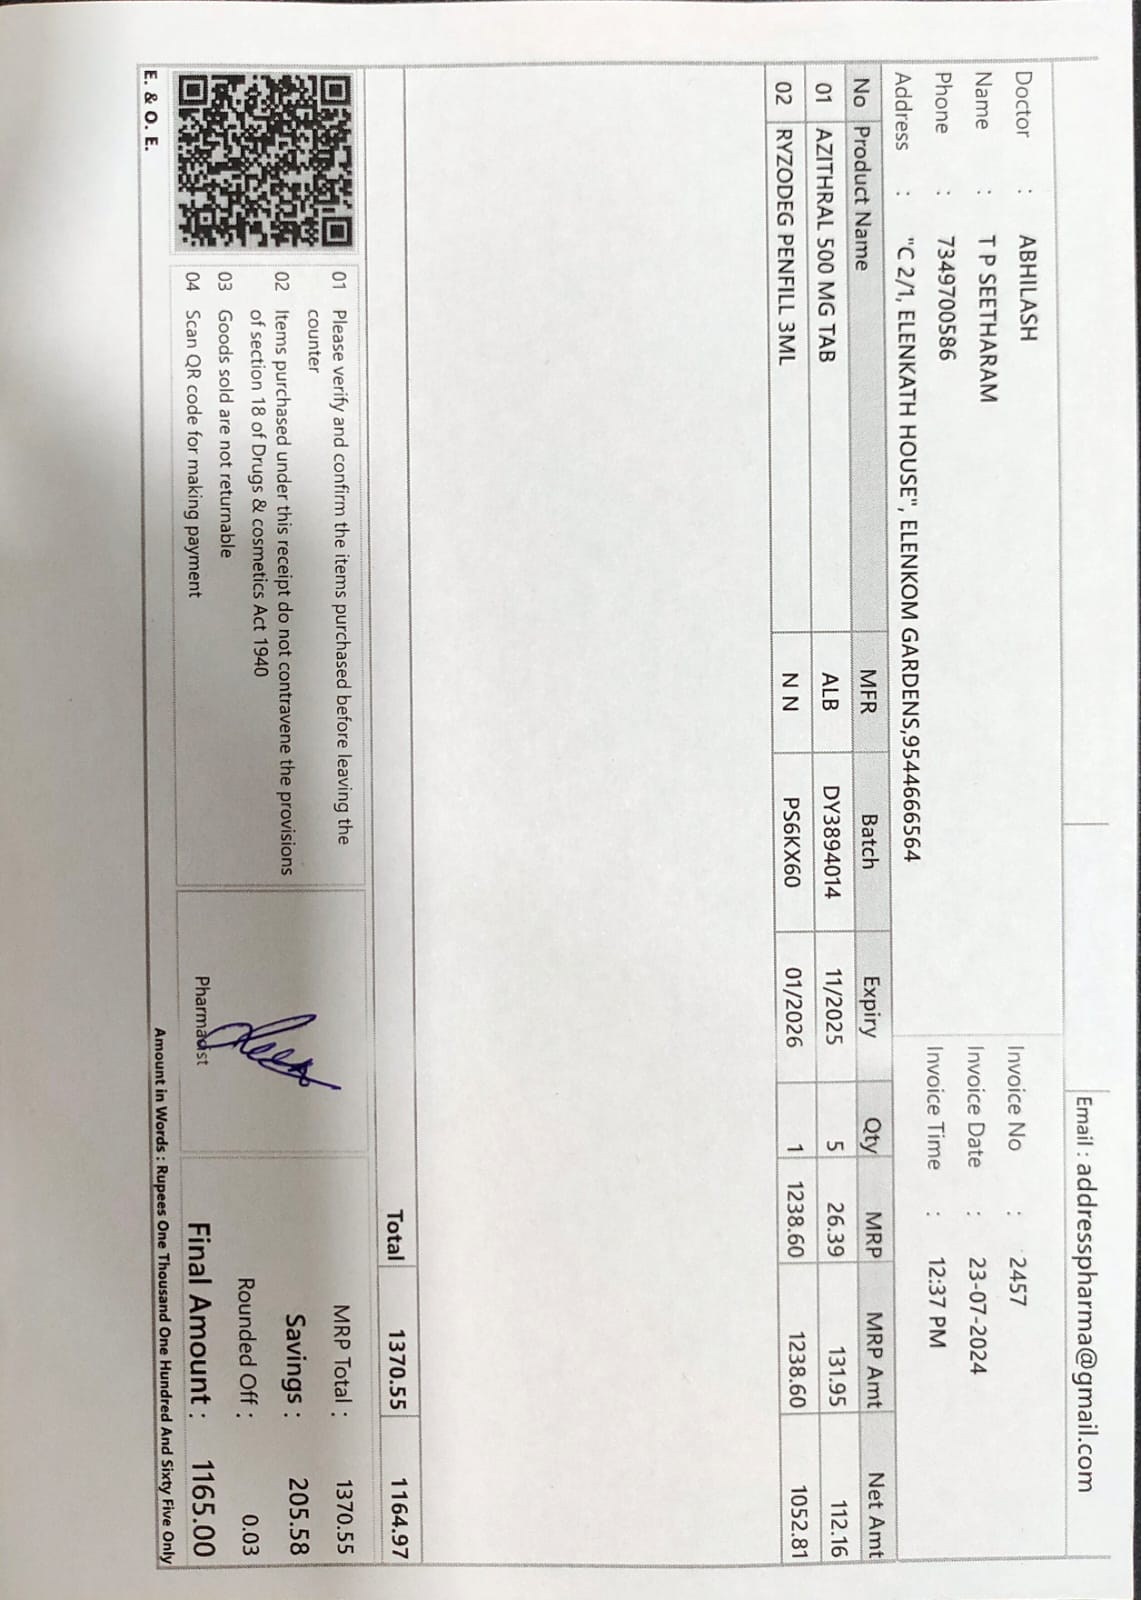 Email : addresspharma@gmail.com
Doctor : ABHILASH
Name : T P SEETHARAM
Phone : 7349700586
Address : "C 2/1, ELENKATH HOUSE", ELENKOM GARDENS,9544666564
Invoice No : 2457
Invoice Date : 23-07-2024
Invoice Time : 12:37 PM
No Product Name MFR Batch Expiry Qty MRP MRP Amt Net Amt
01 AZITHRAL 500 MG TAB ALB DY3894014 11/2025 5 26.39 131.95 112.16
02 RYZODEG PENFILL 3ML N N PS6KX60 01/2026 1 1238.60 1238.60 1052.81
Total 1370.55 1164.97
01 Please verify and confirm the items purchased before leaving the
counter
02 Items purchased under this receipt do not contravene the provisions
of section 18 of Drugs & cosmetics Act 1940
03 Goods sold are not returnable
04 Scan QR code for making payment
Pharmacist
MRP Total : 1370.55
Savings : 205.58
Rounded Off : 0.03
Final Amount : 1165.00
E. & O. E.
Amount in Words : Rupees One Thousand One Hundred And Sixty Five Only